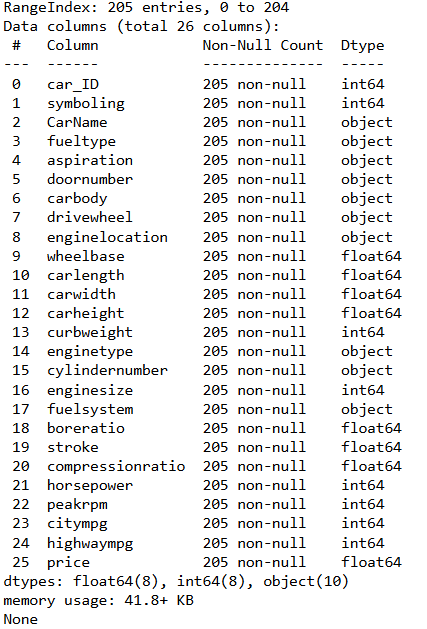 RangeIndex: 205 entries, 0 to 204
Data columns (total 26 columns):
 #   Column            Non-Null Count  Dtype
---  ------            --------------  -----
 0   car_ID            205 non-null    int64
 1   symboling         205 non-null    int64
 2   CarName           205 non-null    object
 3   fueltype          205 non-null    object
 4   aspiration        205 non-null    object
 5   doornumber        205 non-null    object
 6   carbody           205 non-null    object
 7   drivewheel        205 non-null    object
 8   enginelocation    205 non-null    object
 9   wheelbase         205 non-null    float64
 10  carlength         205 non-null    float64
 11  carwidth          205 non-null    float64
 12  carheight         205 non-null    float64
 13  curbweight        205 non-null    int64
 14  enginetype        205 non-null    object
 15  cylindernumber    205 non-null    object
 16  enginesize        205 non-null    int64
 17  fuelsystem        205 non-null    object
 18  boreratio         205 non-null    float64
 19  stroke            205 non-null    float64
 20  compressionratio  205 non-null    float64
 21  horsepower        205 non-null    int64
 22  peakrpm           205 non-null    int64
 23  citympg           205 non-null    int64
 24  highwaympg        205 non-null    int64
 25  price             205 non-null    float64
dtypes: float64(8), int64(8), object(10)
memory usage: 41.8+ KB
None